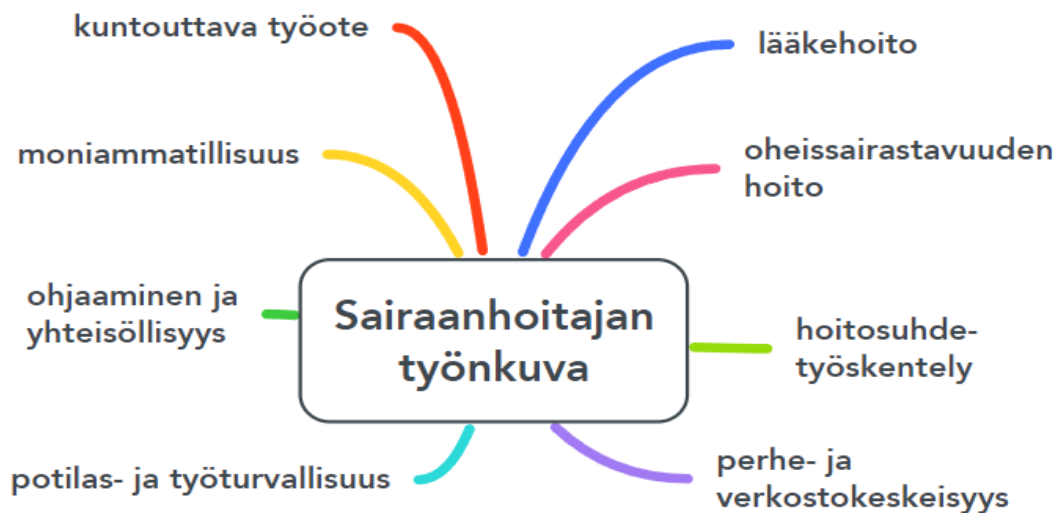 kuntouttava työote
lääkehoito
moniammatillisuus
oheissairastavuuden
hoito
ohjaaminen ja
yhteisöllisyys
Sairaanhoitajan
työnkuva
hoitosuhde-
työskentely
potilas- ja työturvallisuus
perhe- ja
verkostokeskeisyys